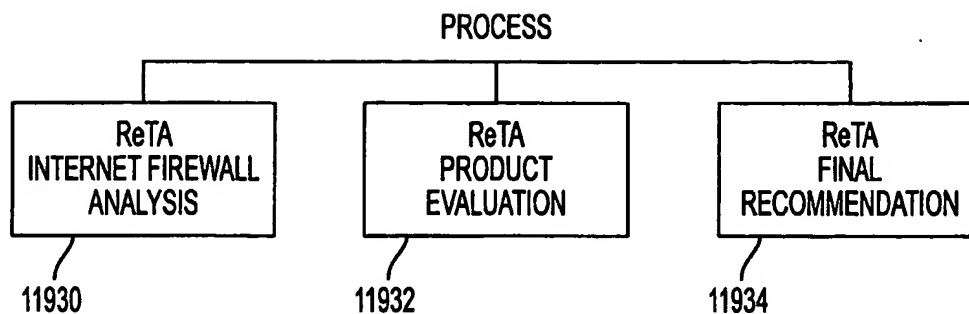 PROCESS
ReTA
INTERNET FIREWALL
ANALYSIS
ReTA
PRODUCT
EVALUATION
ReTA
FINAL
RECOMMENDATION
11930
11932
11934